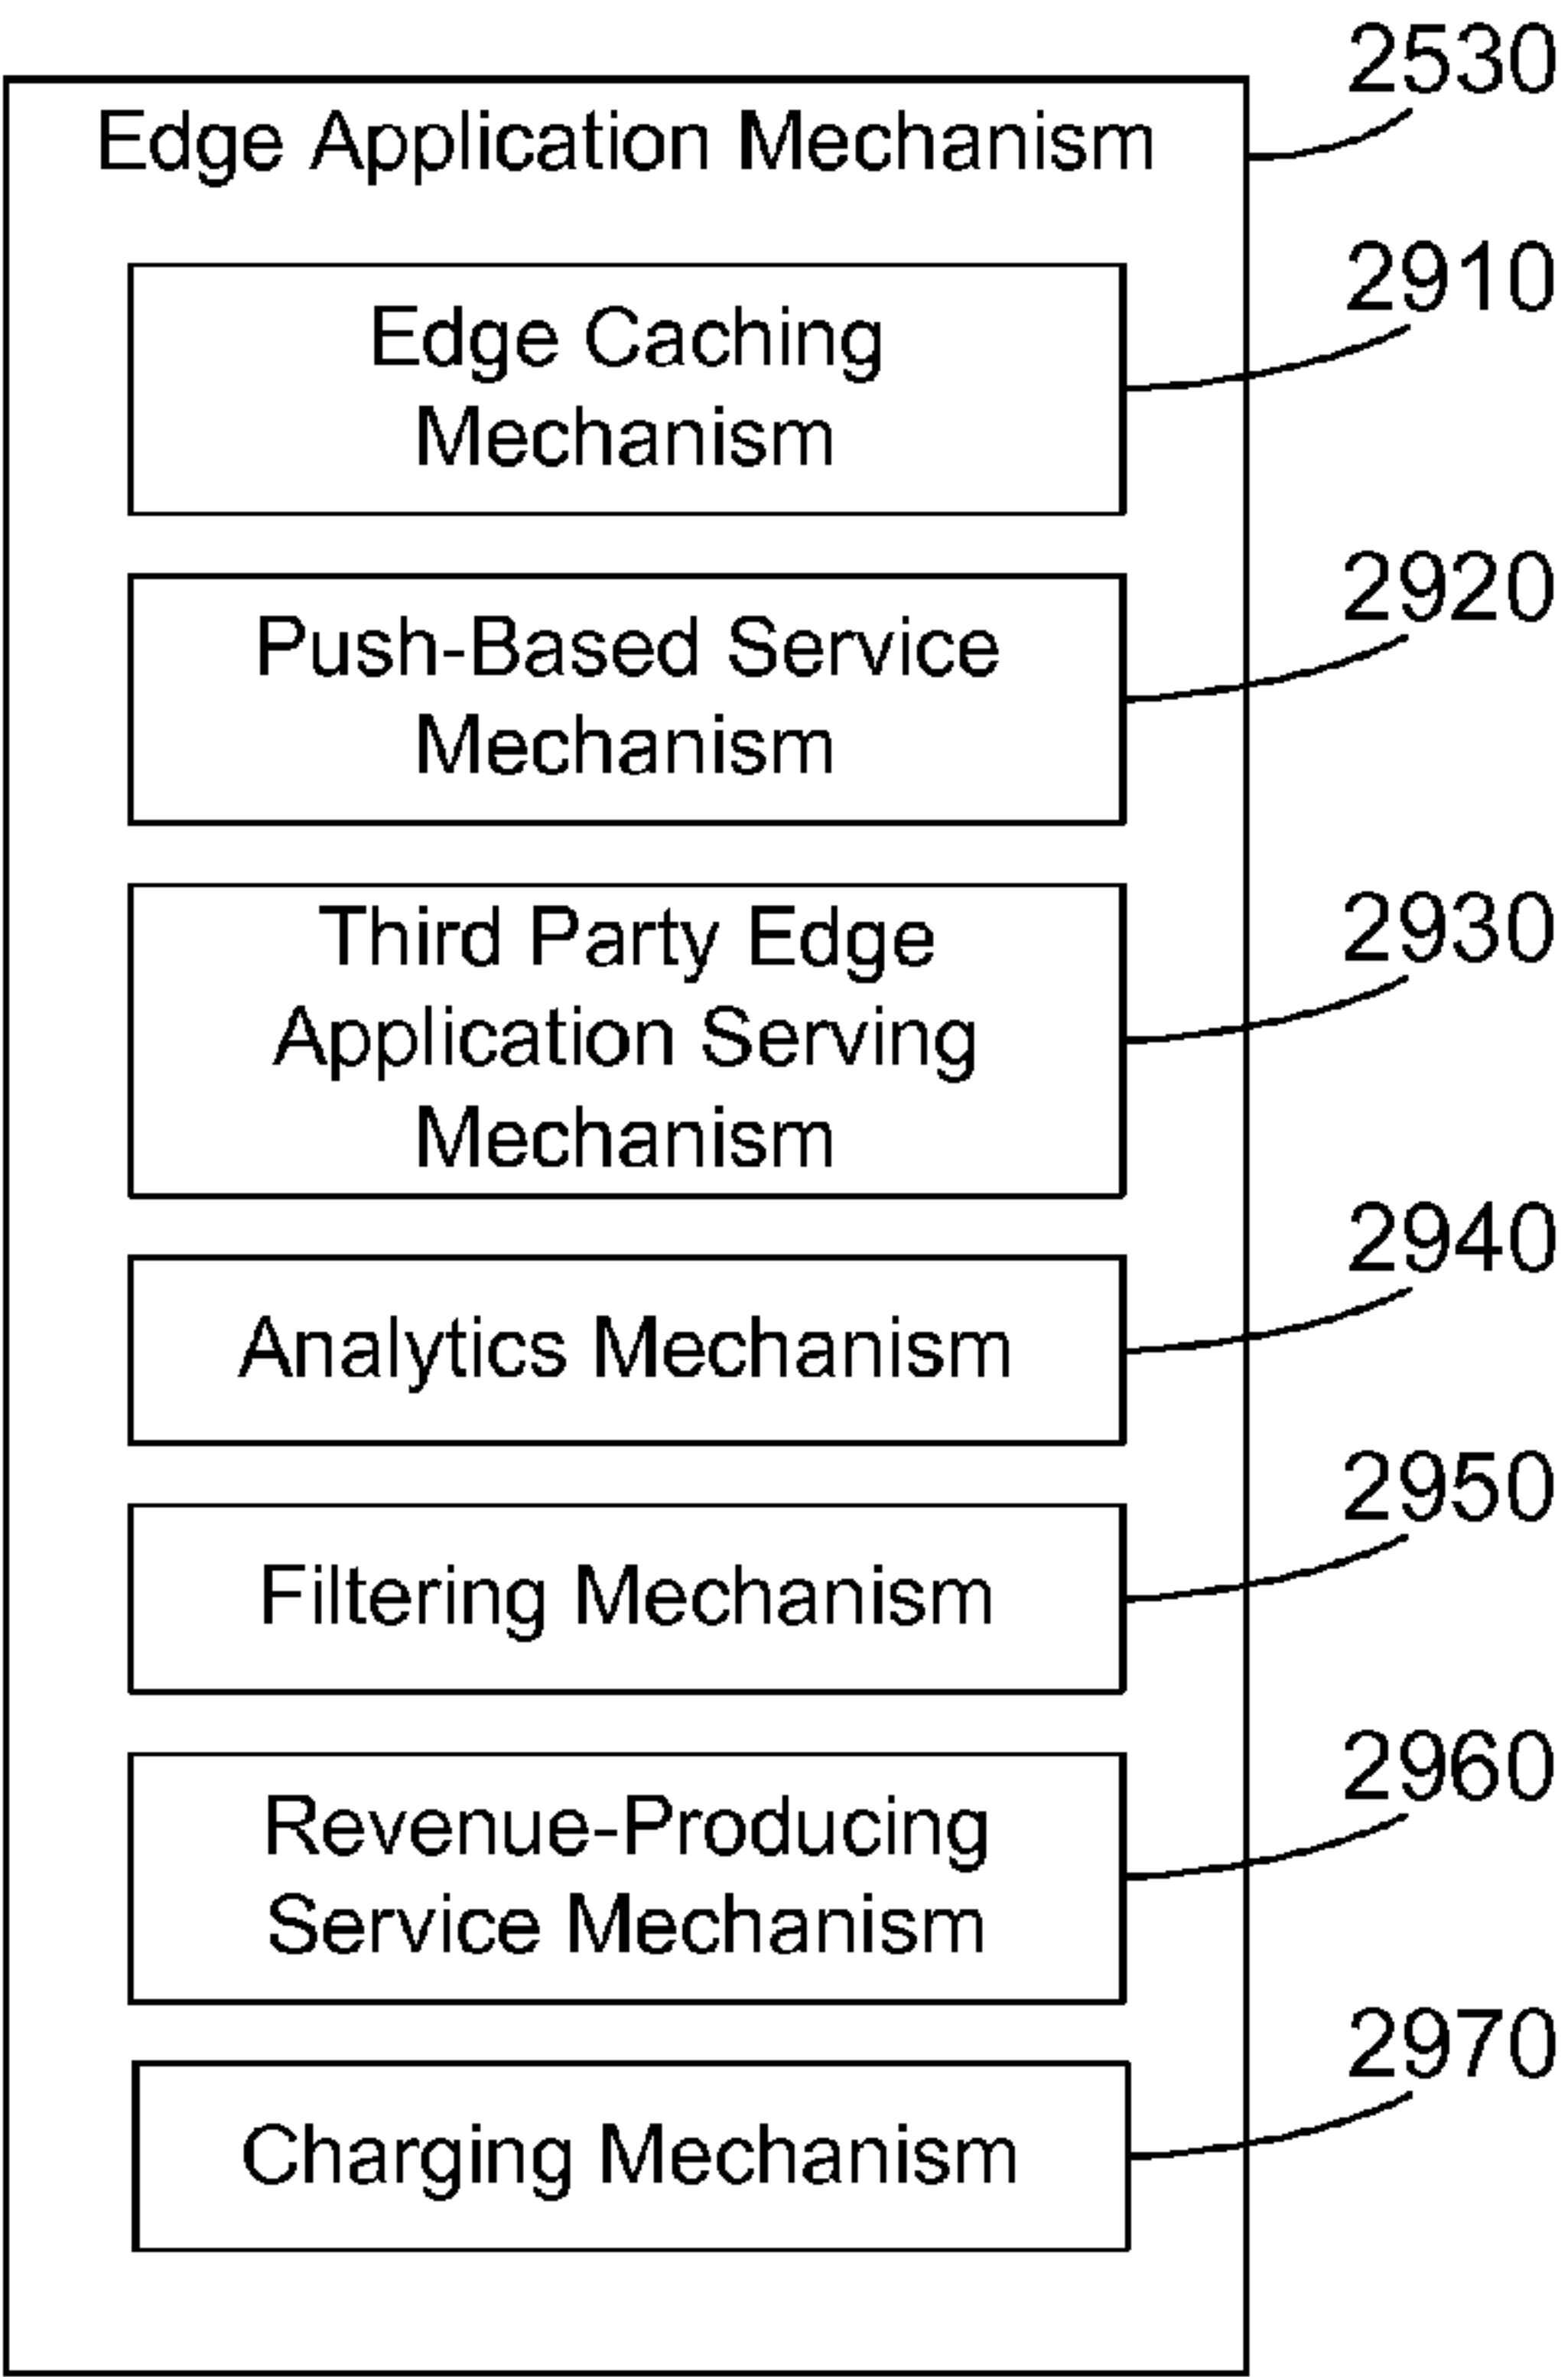 2530
Edge Application Mechanism
2910
Edge Caching
Mechanism
2920
Push-Based Service
Mechanism
2930
Third Party Edge
Application Serving
Mechanism
2940
Analytics Mechanism
2950
Filtering Mechanism
2960
Revenue-Producing
Service Mechanism
2970
Charging Mechanism